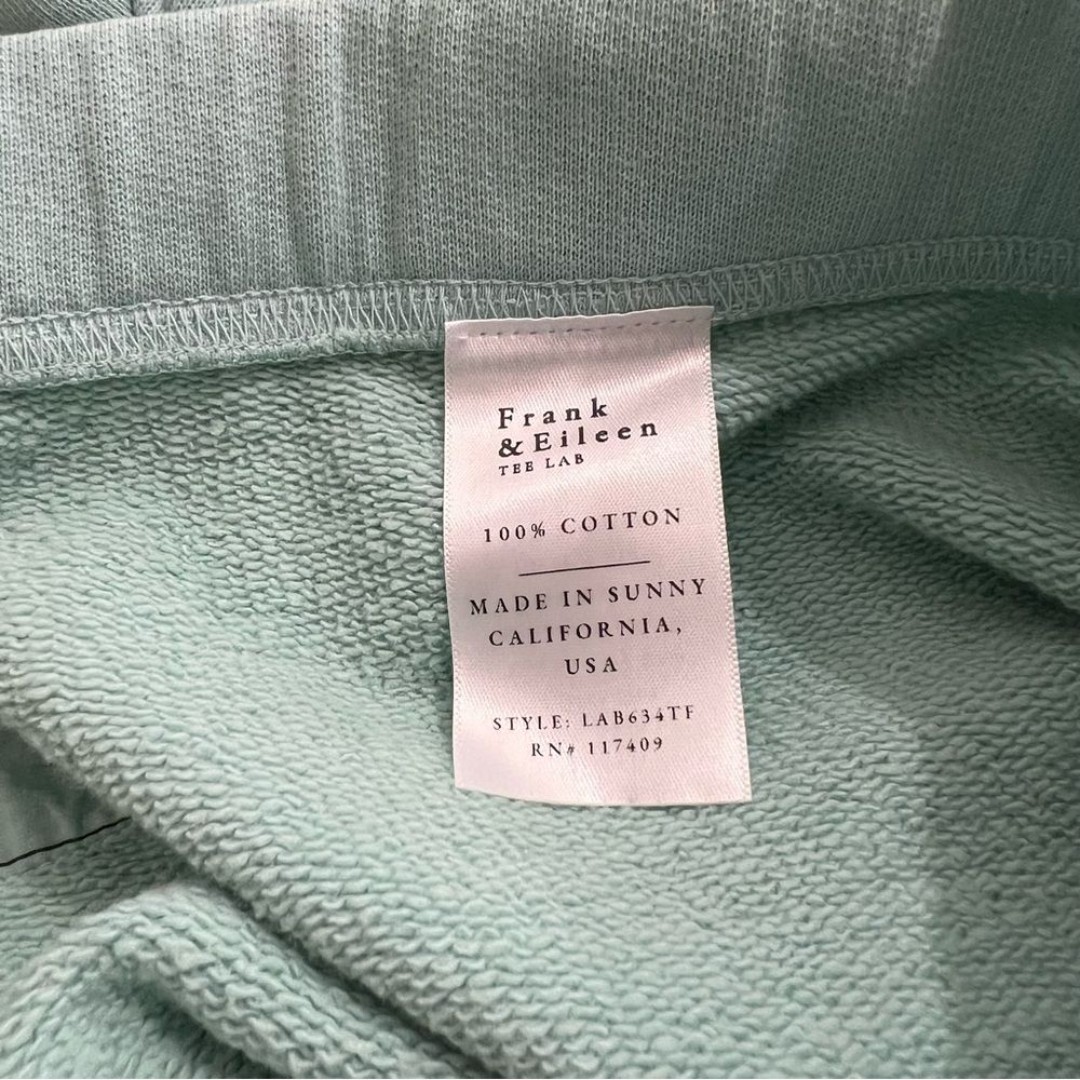 Frank
& Eileen
TEE LAB
100% COTTON
MADE IN SUNNY
CALIFORNIA,
USA
STYLE: LAB634TF
RN# 117409